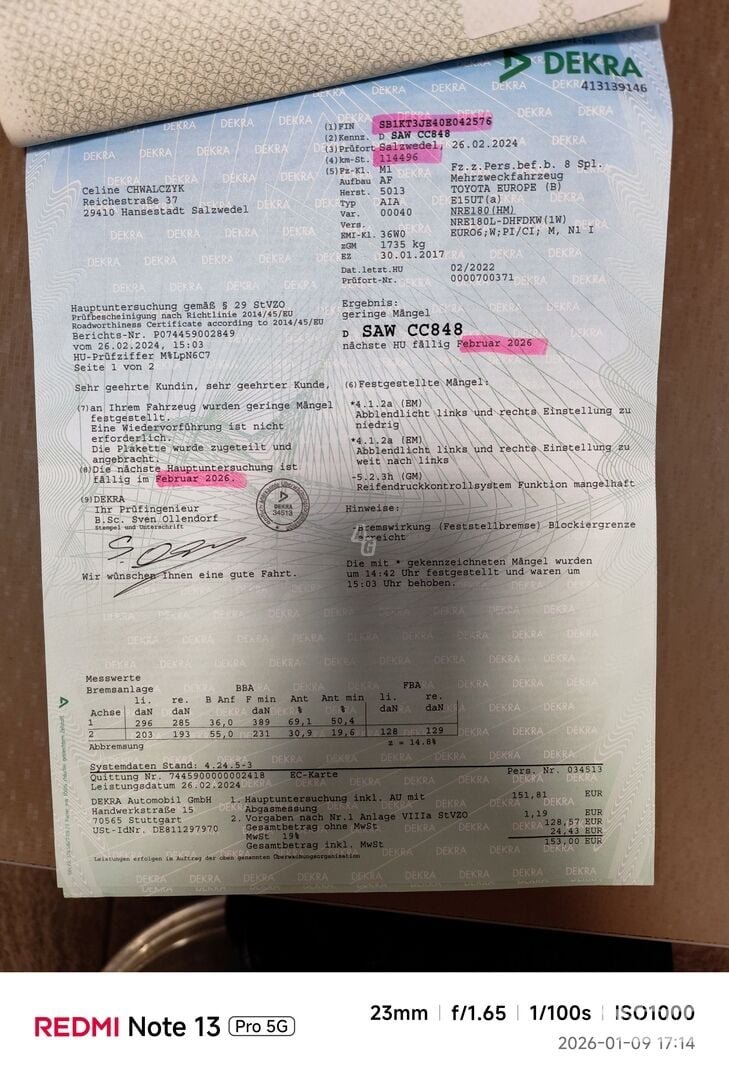 DEKRA
413139146
(1)FIN SB1KT3JE40E042576
(2)Kennz. D SAW CC848
(3)Prüfort Salzwedel, 26.02.2024
(4)km-St. 114496
(5)Fz-Kl. M1 Fz.z.Pers.bef.b. 8 Spl.
Aufbau AF Mehrzweckfahrzeug
Herst. 5013 TOYOTA EUROPE (B)
Typ AIA E15UT(a)
Var. 00040 NRE180(HM)
Vers. NRE180L-DHFDKW(1W)
EMI-Kl. 36W0 EURO6;W;PI/CI; M, N1 I
zGM 1735 kg
EZ 30.01.2017
Dat.letzt.HU 02/2022
Prüfort-Nr. 0000700371
Celine CHWALCZYK
Reichestraße 37
29410 Hansestadt Salzwedel
Hauptuntersuchung gemäß § 29 StVZO
Prüfbescheinigung nach Richtlinie 2014/45/EU
Roadworthiness Certificate according to 2014/45/EU
Berichts-Nr. P074459002849
vom 26.02.2024, 15:03
HU-Prüfziffer M%LpN6C7
Seite 1 von 2
Ergebnis:
geringe Mängel
D SAW CC848
nächste HU fällig Februar 2026
Sehr geehrte Kundin, sehr geehrter Kunde,
(7)an Ihrem Fahrzeug wurden geringe Mängel
festgestellt.
Eine Wiedervorführung ist nicht
erforderlich.
Die Plakette wurde zugeteilt und
angebracht.
(8)Die nächste Hauptuntersuchung ist
fällig im Februar 2026.
(9)DEKRA
Ihr Prüfingenieur
B.Sc. Sven Ollendorf
Stempel und Unterschrift
DEKRA
34513
Wir wünschen Ihnen eine gute Fahrt.
(6)Festgestellte Mängel:
*4.1.2a (EM)
Abblendlicht links und rechts Einstellung zu
niedrig
*4.1.2a (EM)
Abblendlicht links und rechts Einstellung zu
weit nach links
-5.2.3h (GM)
Reifendruckkontrollsystem Funktion mangelhaft
Hinweise:
-Bremswirkung (Feststellbremse) Blockiergrenze
erreicht
Die mit * gekennzeichneten Mängel wurden
um 14:42 Uhr festgestellt und waren um
15:03 Uhr behoben.
Messwerte
Bremsanlage BBA FBA
li. re. B Anf F min Ant Ant min li. re.
Achse daN daN daN % % daN daN
1 296 285 36,0 389 69,1 50,4
2 203 193 55,0 231 30,9 19,6 128 129
Abbremsung z = 14.8%
Systemdaten Stand: 4.24.5-3
Quittung Nr. 7445900000002418 EC-Karte Pers. Nr. 034513
Leistungsdatum 26.02.2024
DEKRA Automobil GmbH 1. Hauptuntersuchung inkl. AU mit 151,81 EUR
Handwerkstraße 15 Abgasmessung
70565 Stuttgart 2. Vorgaben nach Nr.1 Anlage VIIIa StVZO 1,19 EUR
USt-IdNr. DE811297970 Gesamtbetrag ohne MwSt 128,57 EUR
MwSt 19% 24,43 EUR
Gesamtbetrag inkl. MwSt 153,00 EUR
Leistungen erfolgen im Auftrag der oben genannten Überwachungsorganisation
REDMI Note 13 Pro 5G
23mm f/1.65 1/100s ISO1000
2026-01-09 17:14